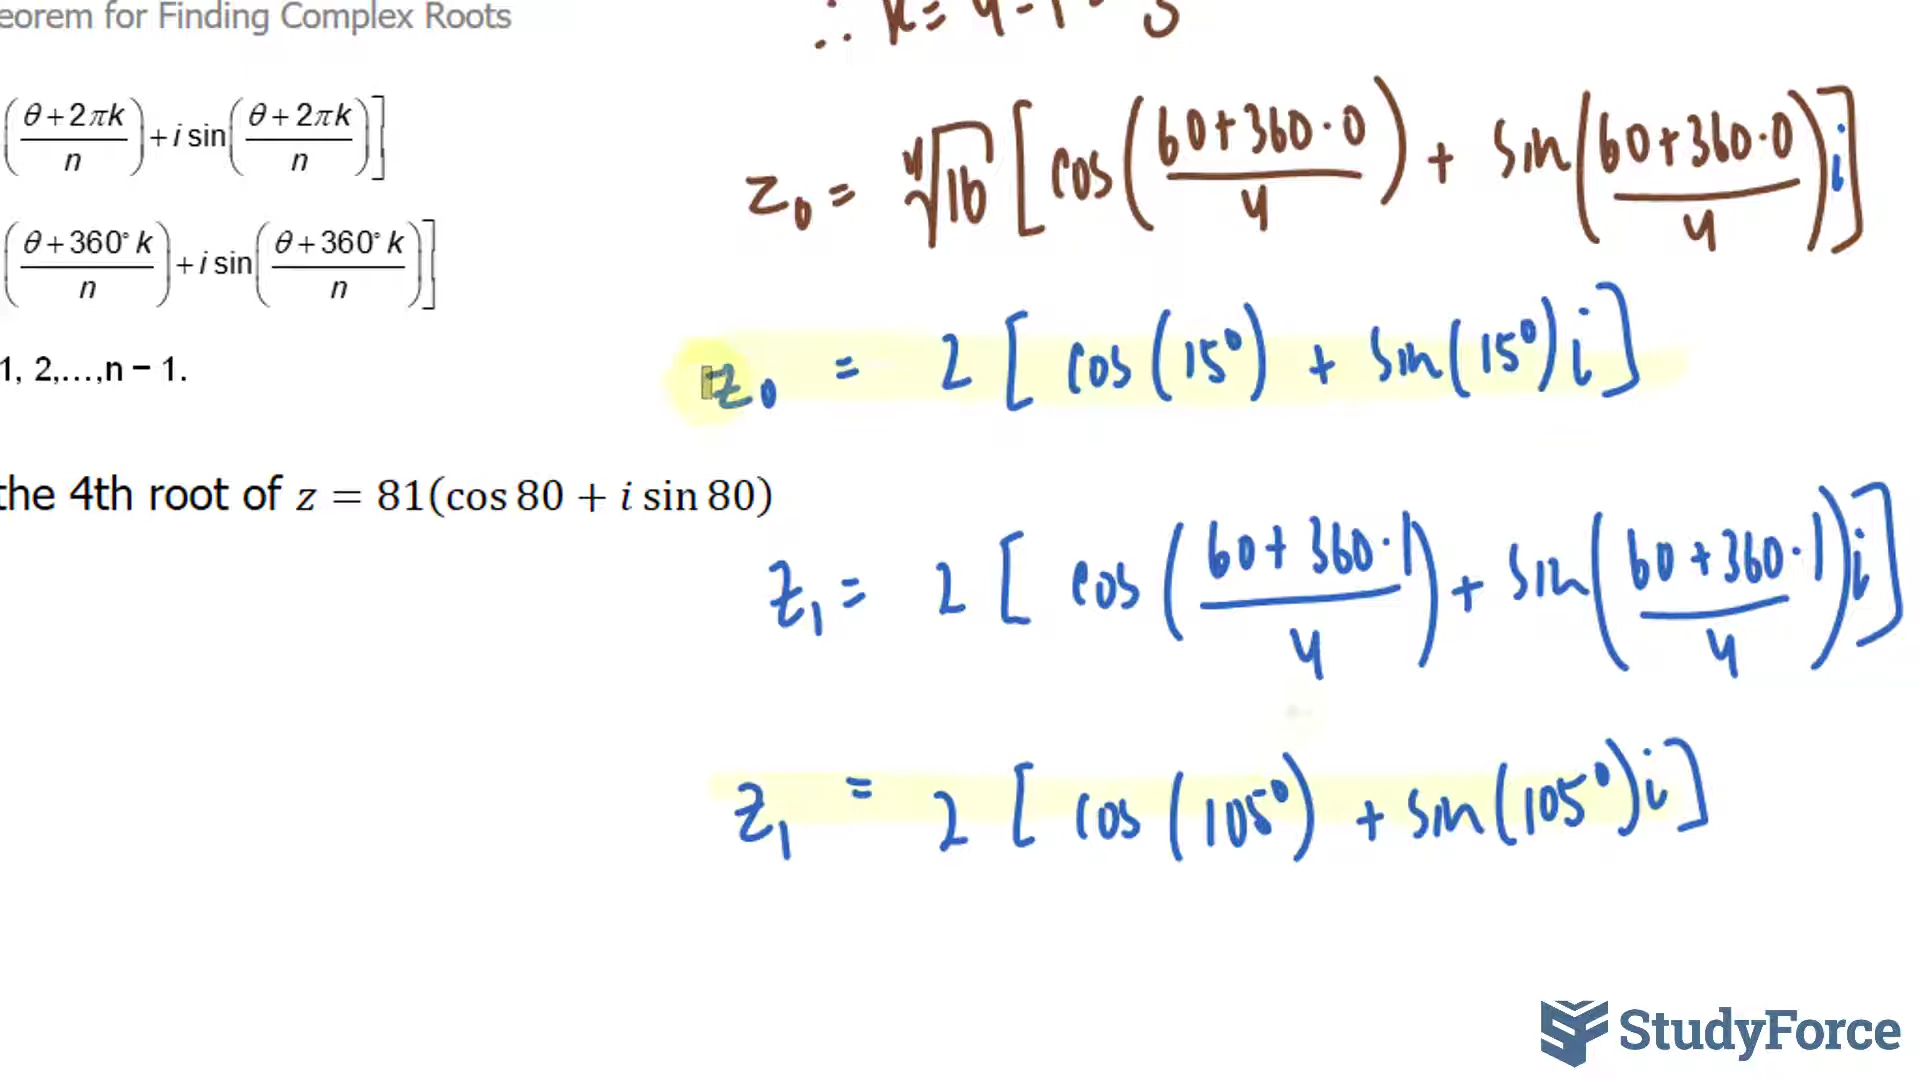 eorem for Finding Complex Roots
∴ k = 4 - 1 = 3
(θ + 2πk / n) + i sin(θ + 2πk / n)]
(θ + 360° k / n) + i sin(θ + 360° k / n)]
1, 2,...,n − 1.
the 4th root of z = 81(cos 80 + i sin 80)
z₀ = ∜16 [cos(60+360·0 / 4) + sin(60+360·0 / 4)i]
z₀ = 2 [cos(15°) + sin(15°)i]
z₁ = 2 [cos(60+360·1 / 4) + sin(60+360·1 / 4)i]
z₁ = 2 [cos(105°) + sin(105°)i]
StudyForce